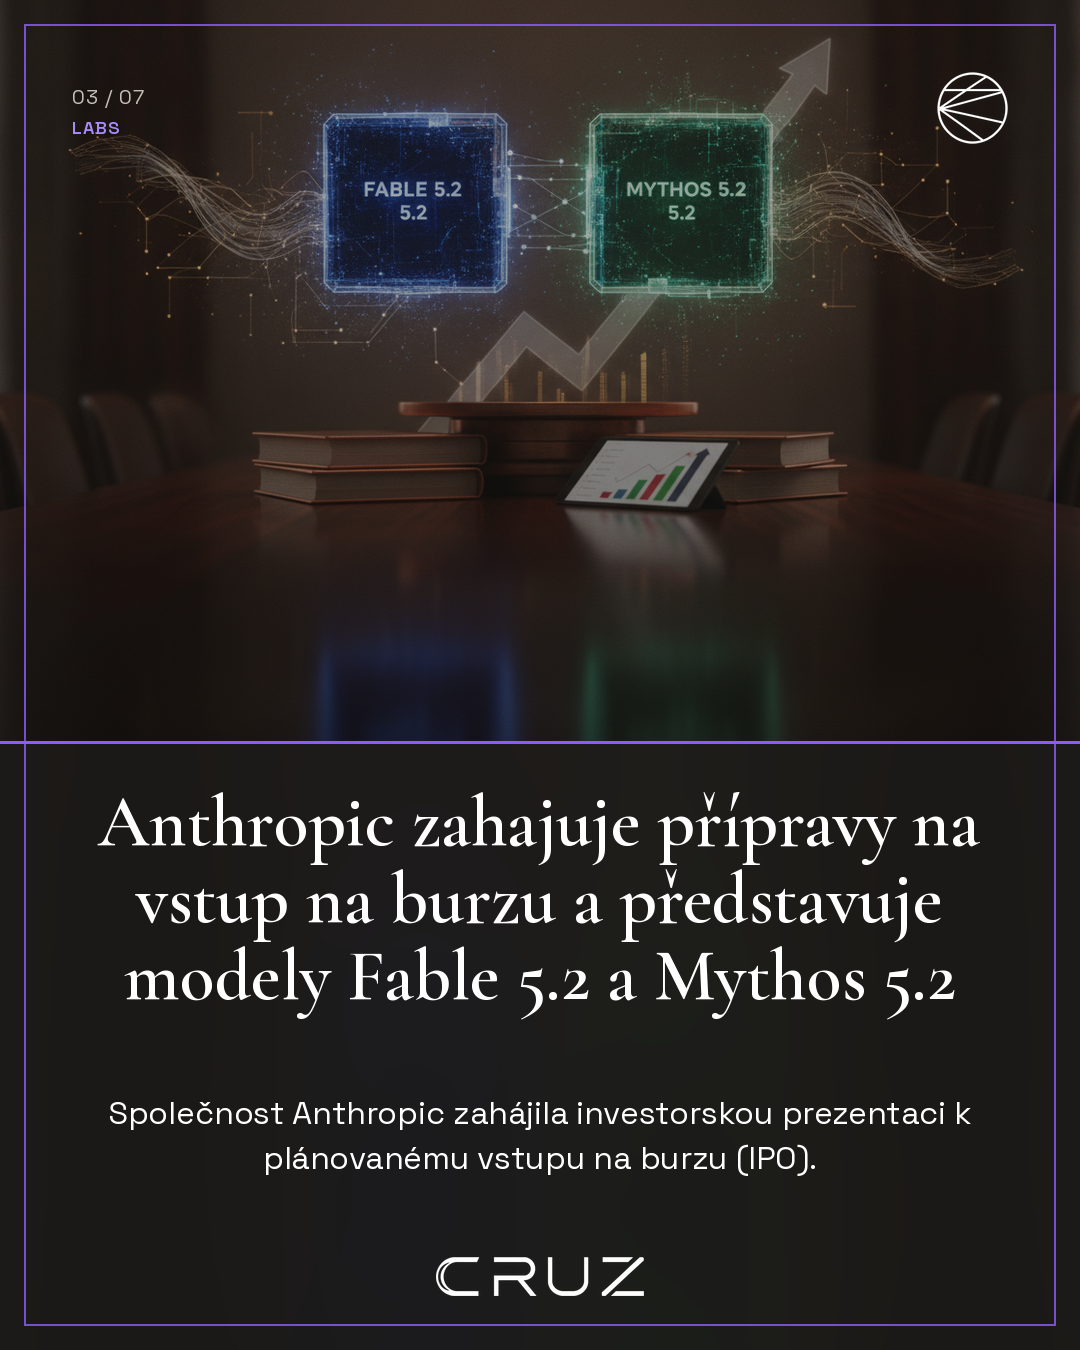 03 / 07
LABS
FABLE 5.2
5.2
MYTHOS 5.2
5.2
Anthropic zahajuje přípravy na
vstup na burzu a představuje
modely Fable 5.2 a Mythos 5.2
Společnost Anthropic zahájila investorskou prezentaci k
plánovanému vstupu na burzu (IPO).
CRUZ